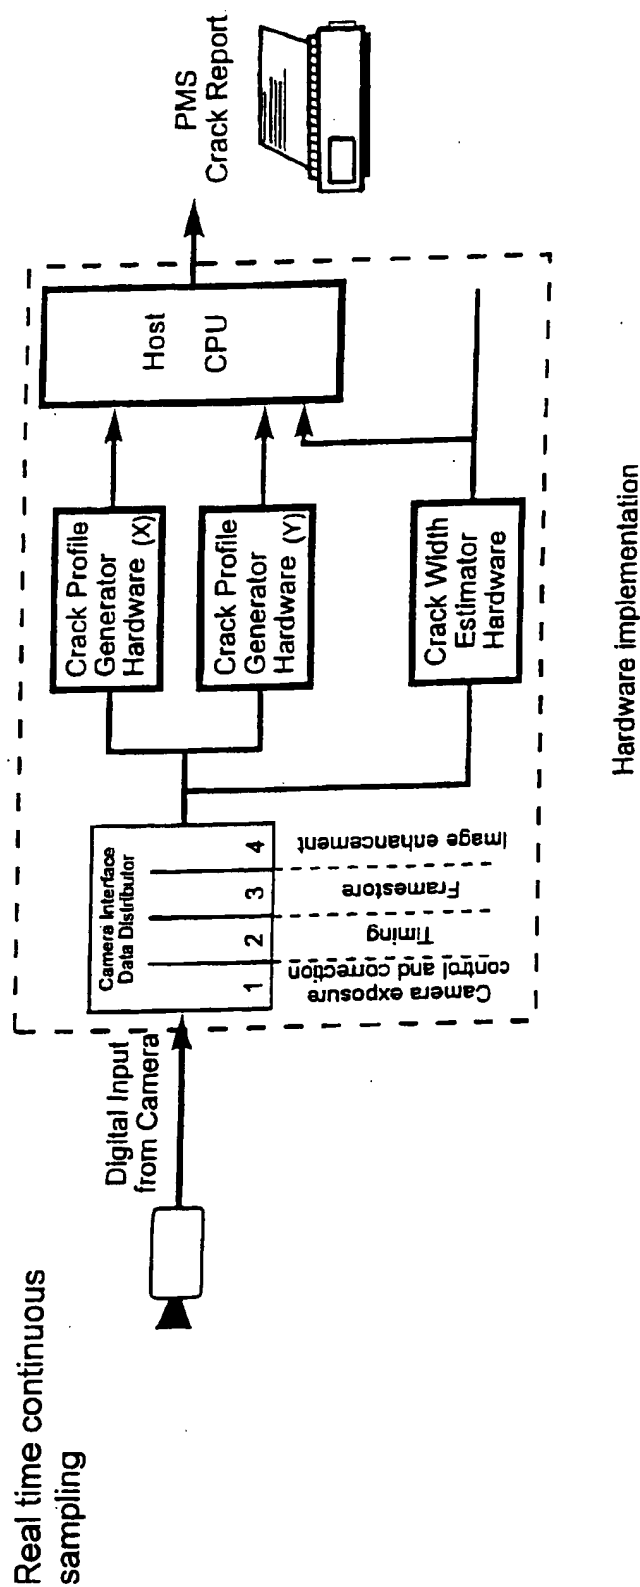 Real time continuous
sampling
Digital Input
from Camera
Camera Interface
Data Distributor
1
2
3
4
Camera exposure
control and correction
Timing
Framestore
Image enhancement
Crack Profile
Generator
Hardware (X)
Crack Profile
Generator
Hardware (Y)
Crack Width
Estimator
Hardware
Host
CPU
PMS
Crack Report
Hardware implementation